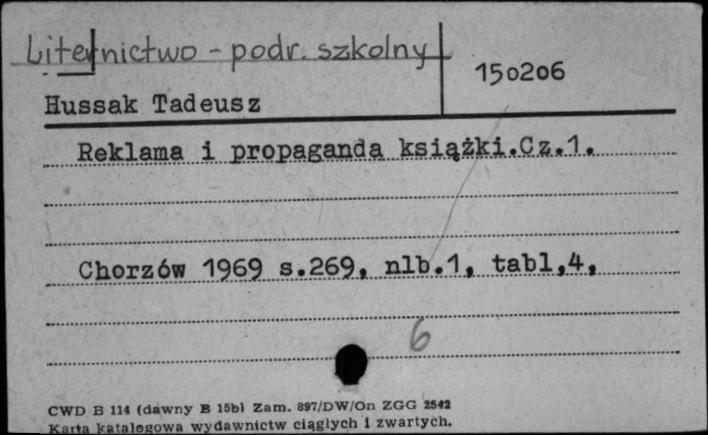 Liternictwo - podr. szkolny
150206
Hussak Tadeusz
Reklama i propaganda książki.Cz.1.
Chorzów 1969 s.269, nlb.1, tabl,4,
6
CWD B 114 (dawny B 15b) Zam. 897/DW/On ZGG 2542
Karta katalogowa wydawnictw ciągłych i zwartych.